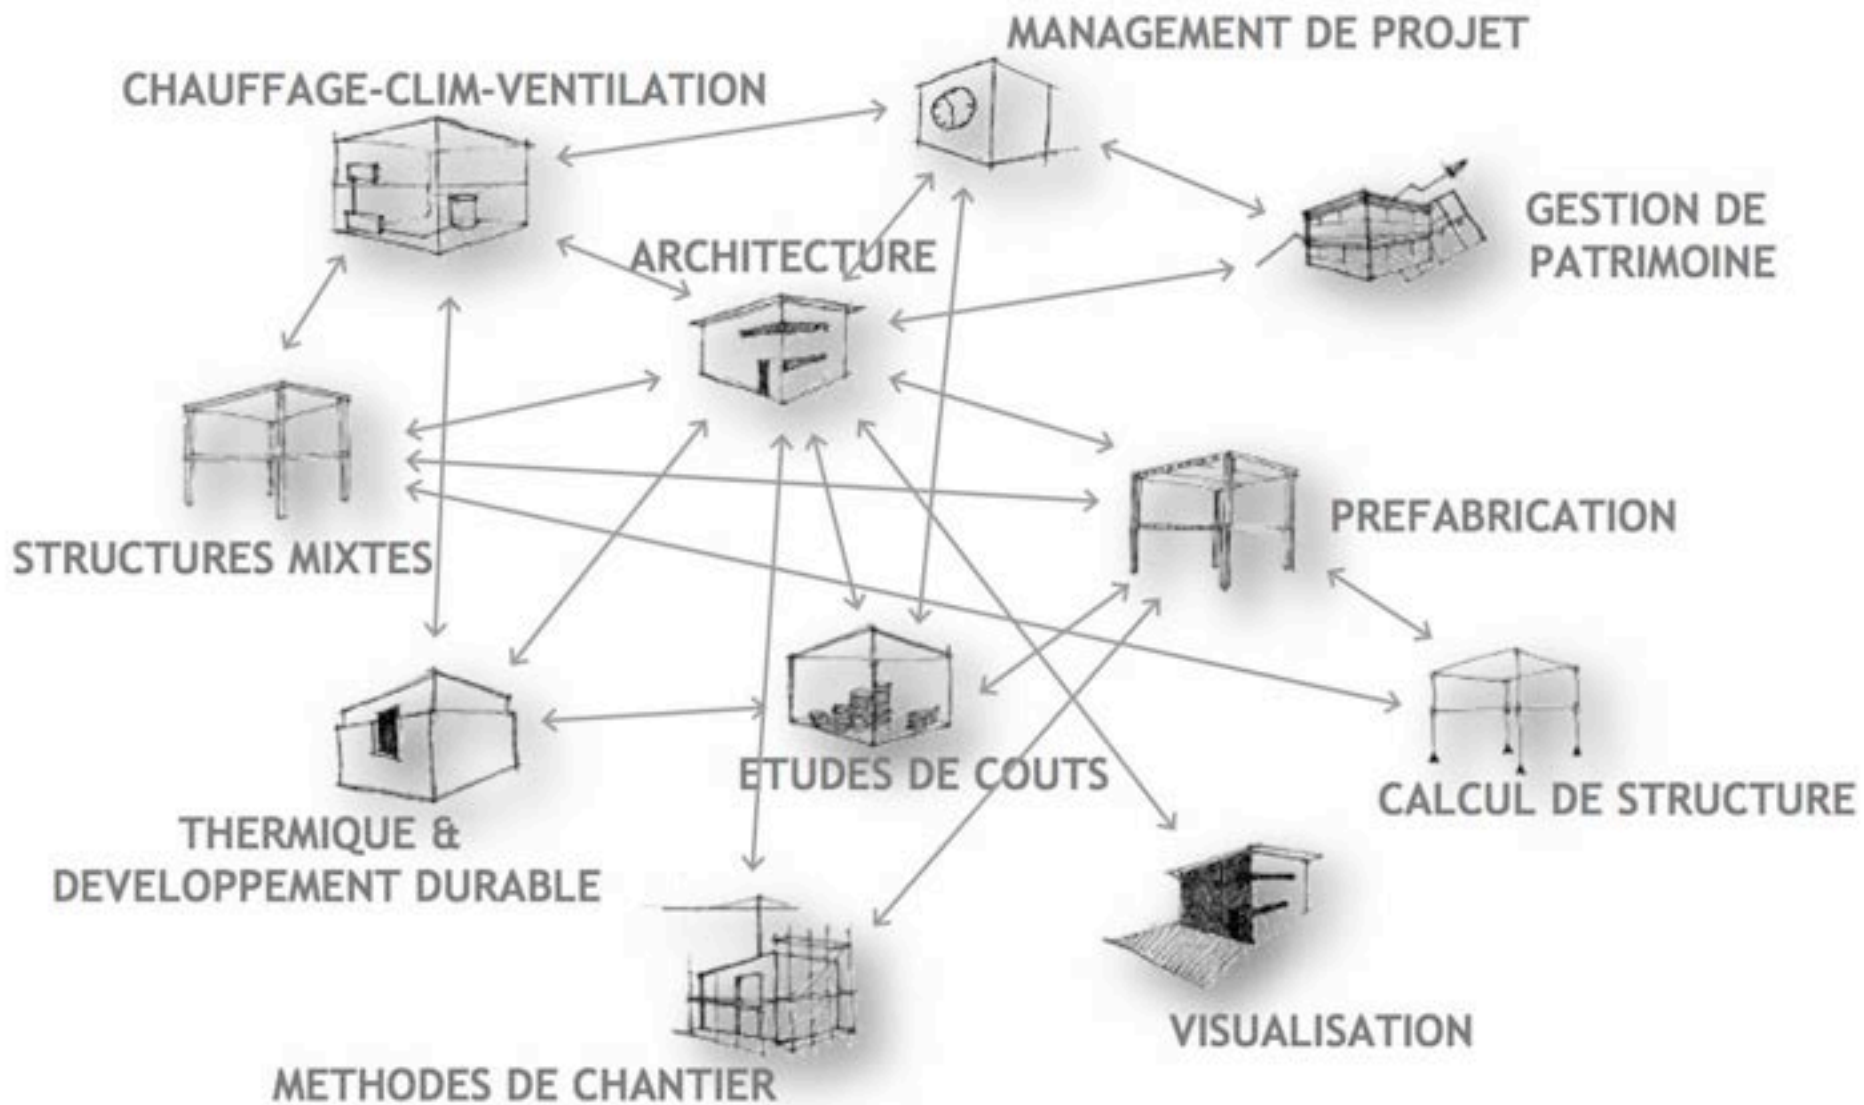 MANAGEMENT DE PROJET
CHAUFFAGE-CLIM-VENTILATION
GESTION DE
PATRIMOINE
ARCHITECTURE
PREFABRICATION
STRUCTURES MIXTES
ETUDES DE COUTS
CALCUL DE STRUCTURE
THERMIQUE &
DEVELOPPEMENT DURABLE
VISUALISATION
METHODES DE CHANTIER